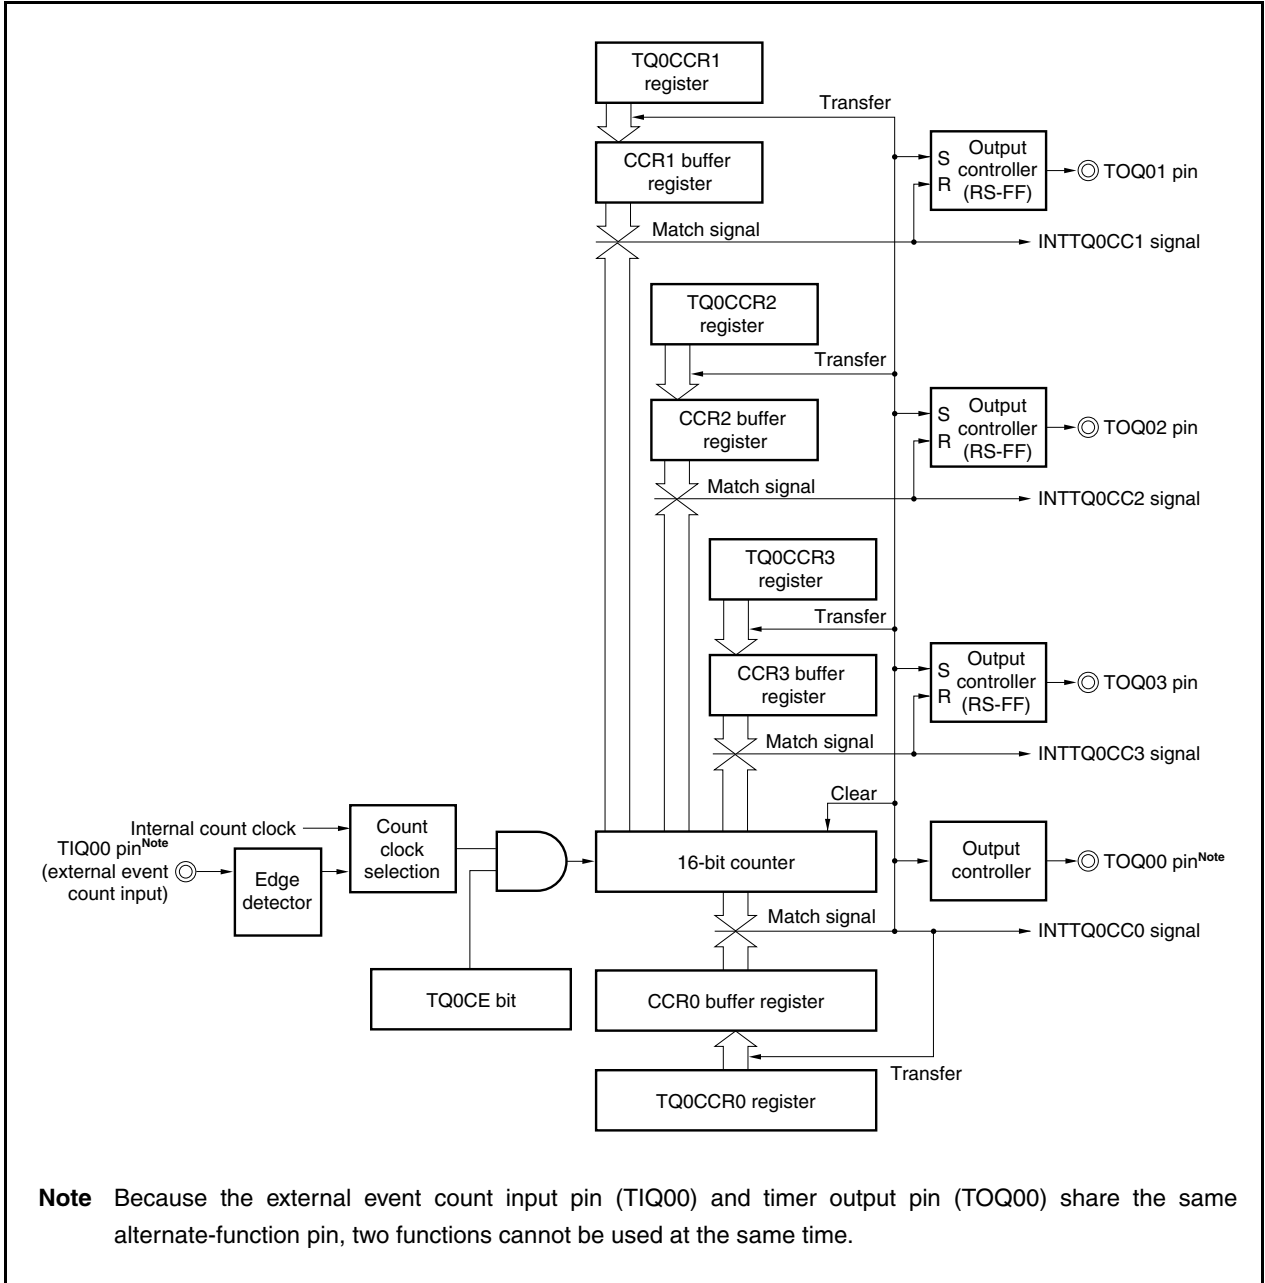 TQ0CCR1
register
Transfer
CCR1 buffer
register
S
R
Output
controller
(RS-FF)
TOQ01 pin
Match signal
INTTQ0CC1 signal
TQ0CCR2
register
Transfer
CCR2 buffer
register
S
R
Output
controller
(RS-FF)
TOQ02 pin
Match signal
INTTQ0CC2 signal
TQ0CCR3
register
Transfer
CCR3 buffer
register
S
R
Output
controller
(RS-FF)
TOQ03 pin
Match signal
INTTQ0CC3 signal
Clear
Internal count clock
TIQ00 pinNote
(external event
count input)
Edge
detector
Count
clock
selection
16-bit counter
Output
controller
TOQ00 pinNote
Match signal
INTTQ0CC0 signal
TQ0CE bit
CCR0 buffer register
Transfer
TQ0CCR0 register
Note Because the external event count input pin (TIQ00) and timer output pin (TOQ00) share the same
alternate-function pin, two functions cannot be used at the same time.